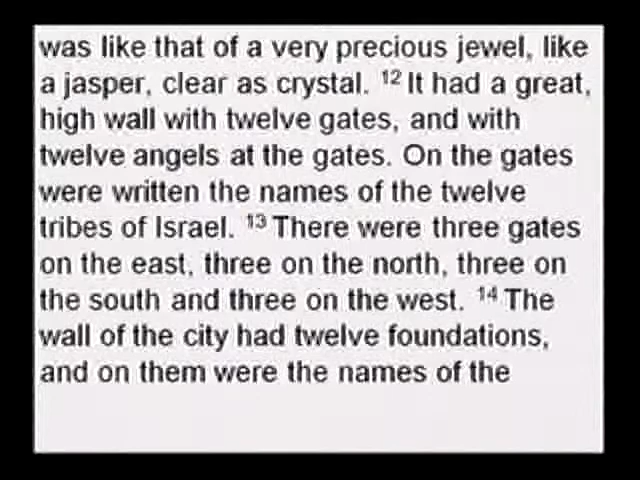 was like that of a very precious jewel, like
a jasper, clear as crystal. 12 It had a great,
high wall with twelve gates, and with
twelve angels at the gates. On the gates
were written the names of the twelve
tribes of Israel. 13 There were three gates
on the east, three on the north, three on
the south and three on the west. 14 The
wall of the city had twelve foundations,
and on them were the names of the